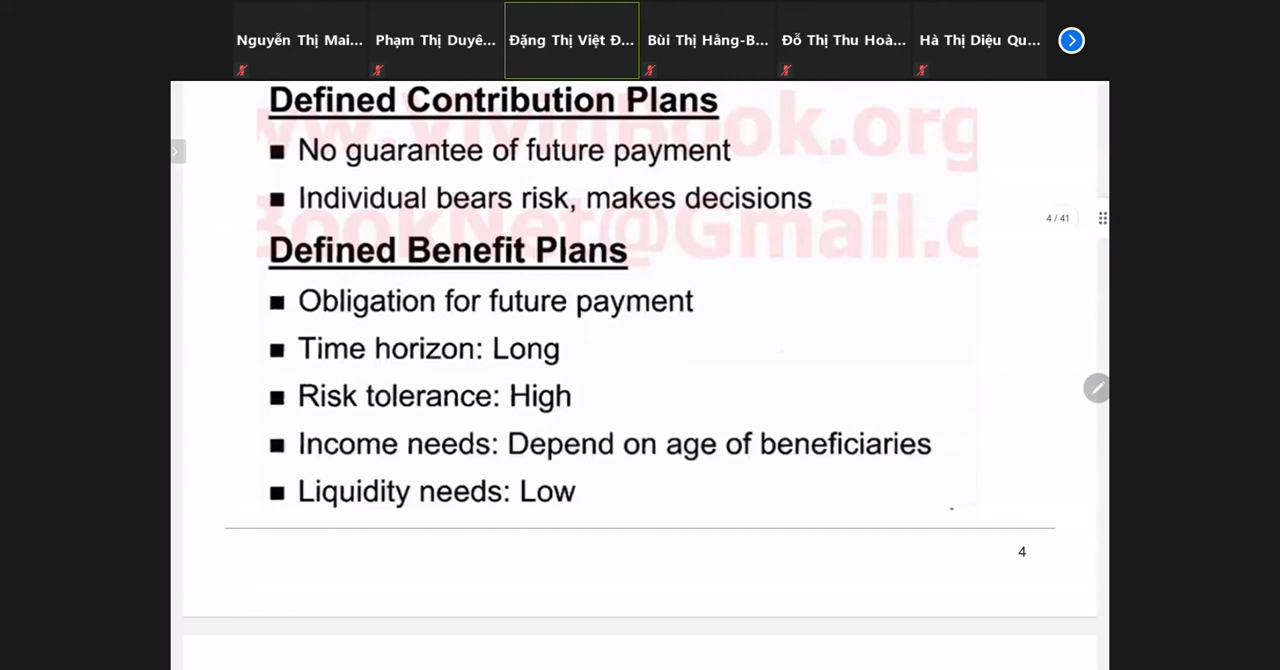 Nguyễn Thị Mai...
Phạm Thị Duyê...
Đặng Thị Việt Đ...
Bùi Thị Hằng-B...
Đỗ Thị Thu Hoà...
Hà Thị Diệu Qu...
Defined Contribution Plans
■ No guarantee of future payment
■ Individual bears risk, makes decisions
4 / 41
Defined Benefit Plans
■ Obligation for future payment
■ Time horizon: Long
■ Risk tolerance: High
■ Income needs: Depend on age of beneficiaries
■ Liquidity needs: Low
4